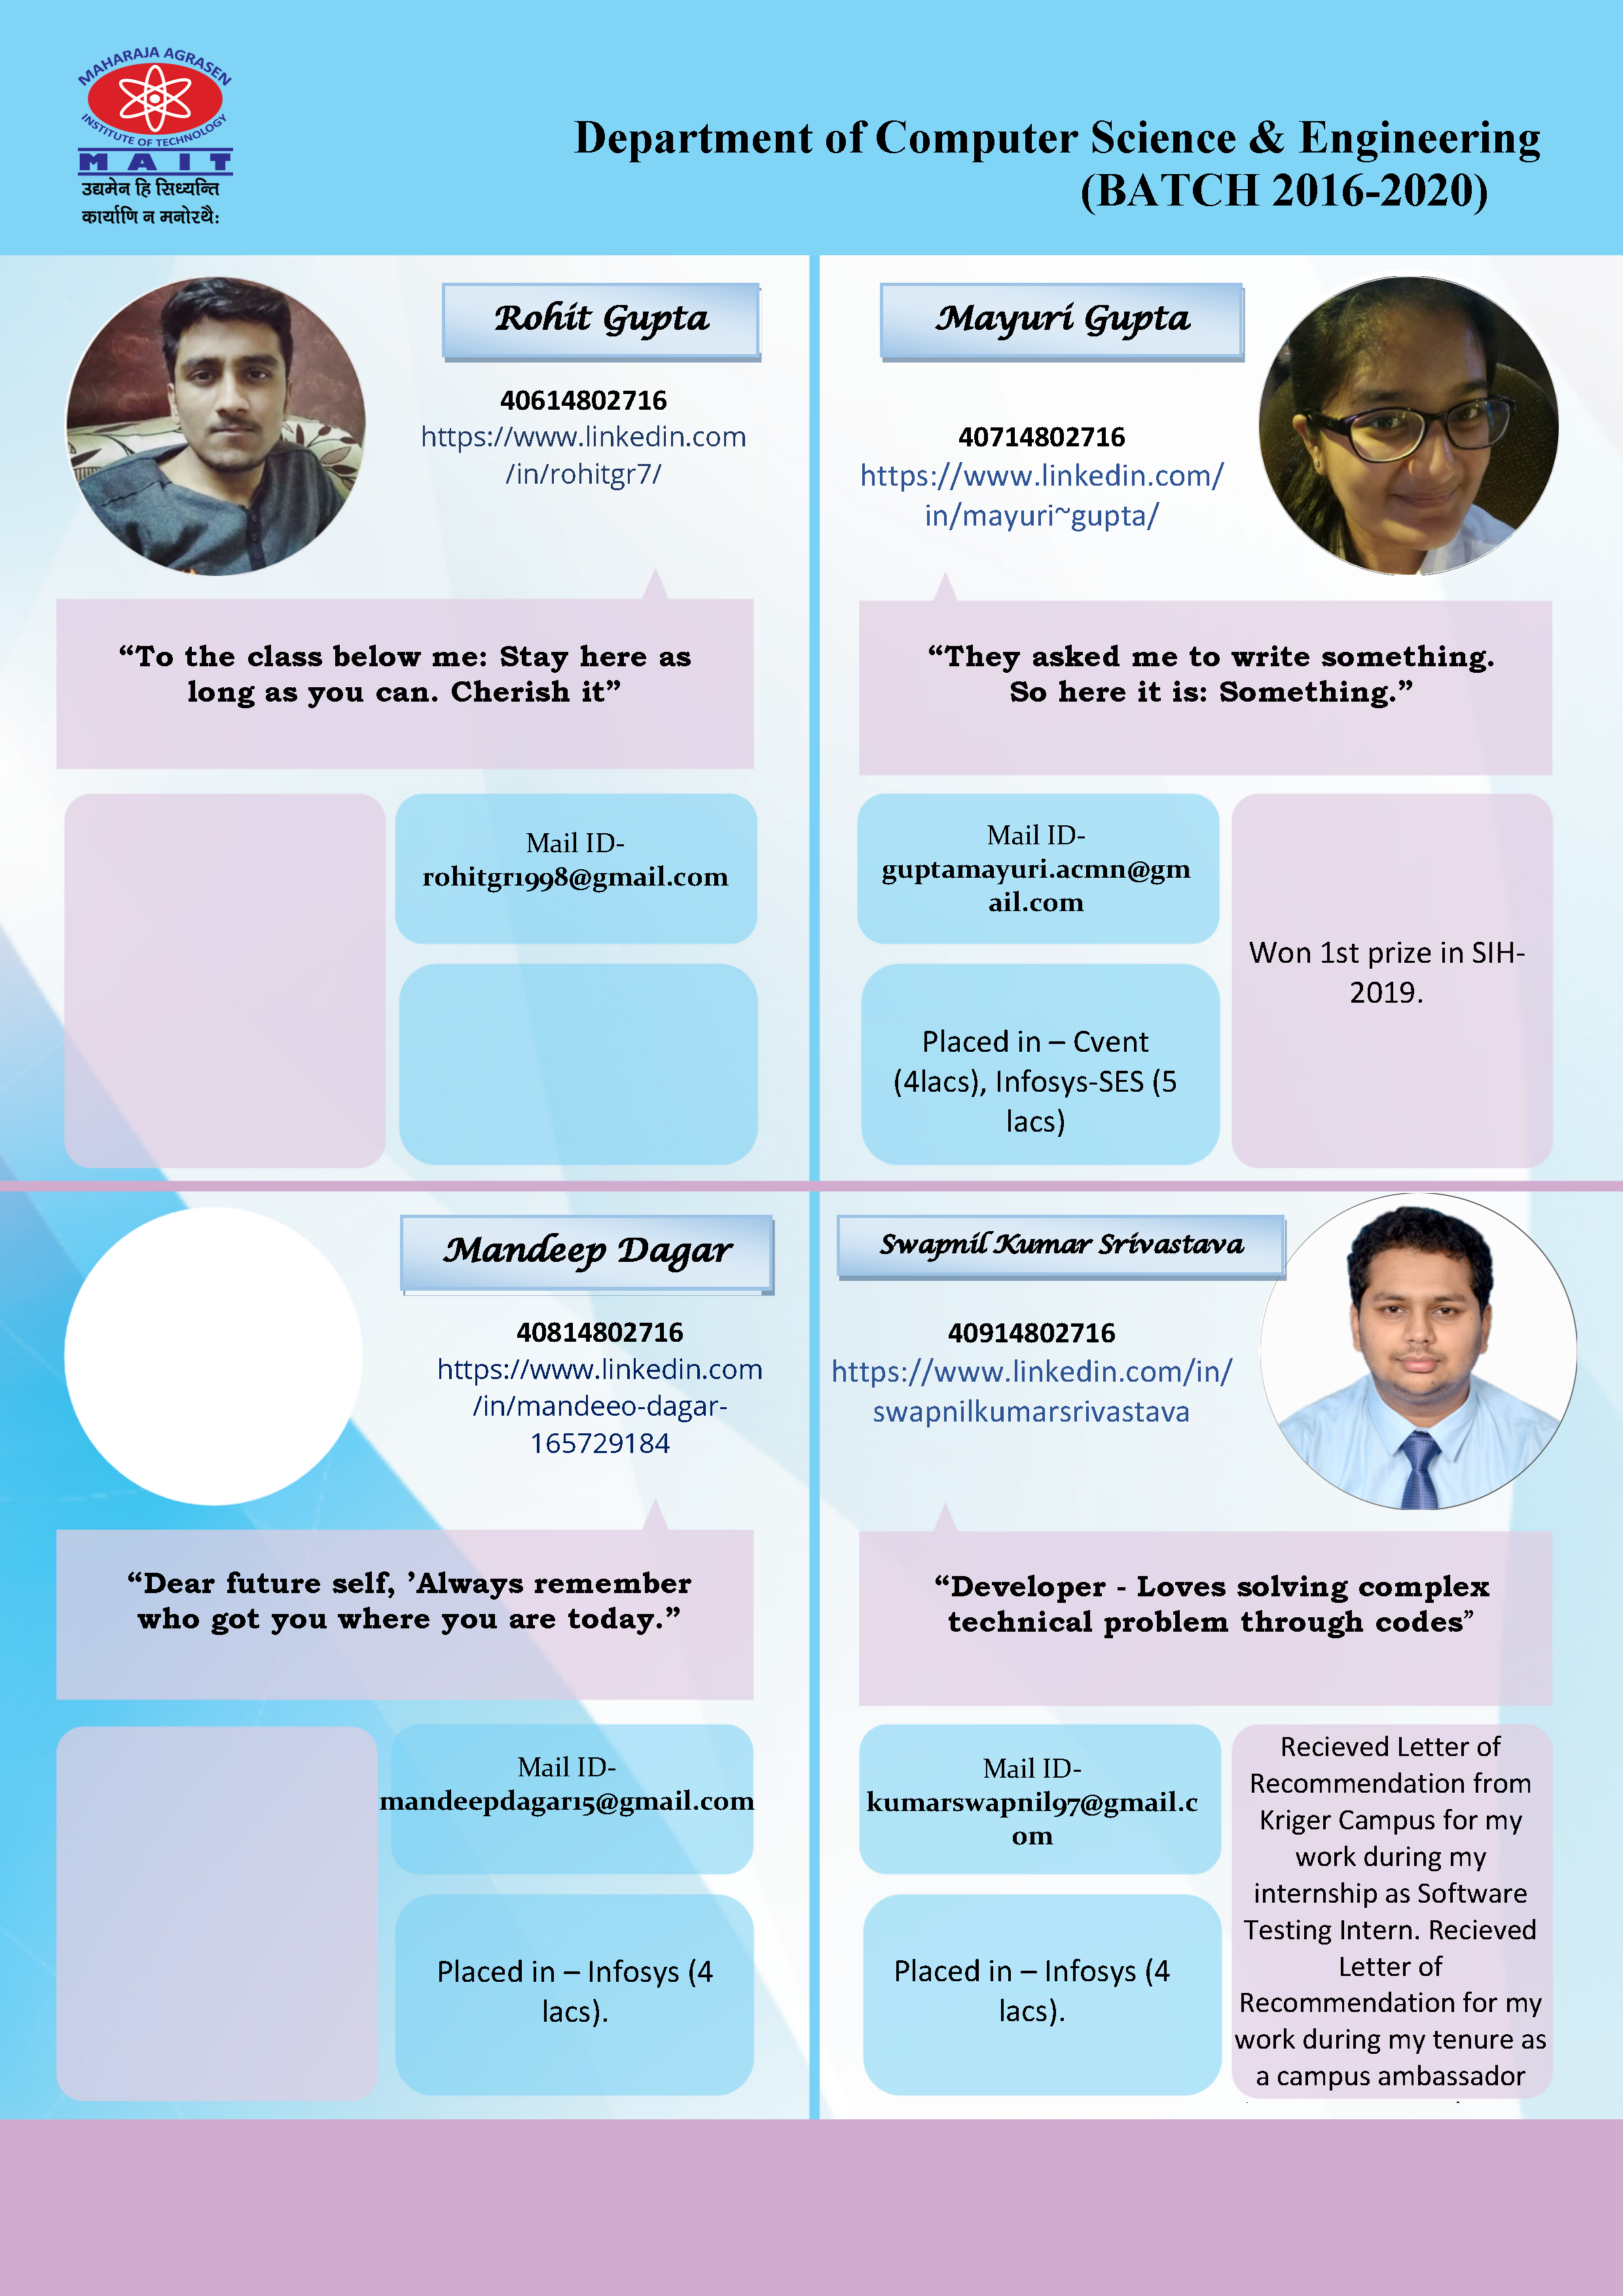 MAHARAJA AGRASEN
INSTITUTE OF TECHNOLOGY
MAIT
उद्यमेन हि सिध्यन्ति
कार्याणि न मनोरथै:
Department of Computer Science & Engineering
(BATCH 2016-2020)
Rohit Gupta
40614802716
https://www.linkedin.com
/in/rohitgr7/
“To the class below me: Stay here as
long as you can. Cherish it”
Mail ID-
rohitgr1998@gmail.com
Mayuri Gupta
40714802716
https://www.linkedin.com/
in/mayuri~gupta/
“They asked me to write something.
So here it is: Something.”
Mail ID-
guptamayuri.acmn@gm
ail.com
Placed in – Cvent
(4lacs), Infosys-SES (5
lacs)
Won 1st prize in SIH-
2019.
Mandeep Dagar
40814802716
https://www.linkedin.com
/in/mandeeo-dagar-
165729184
“Dear future self, ’Always remember
who got you where you are today.”
Mail ID-
mandeepdagar15@gmail.com
Placed in – Infosys (4
lacs).
Swapnil Kumar Srivastava
40914802716
https://www.linkedin.com/in/
swapnilkumarsrivastava
“Developer - Loves solving complex
technical problem through codes”
Mail ID-
kumarswapnil97@gmail.c
om
Placed in – Infosys (4
lacs).
Recieved Letter of
Recommendation from
Kriger Campus for my
work during my
internship as Software
Testing Intern. Recieved
Letter of
Recommendation for my
work during my tenure as
a campus ambassador